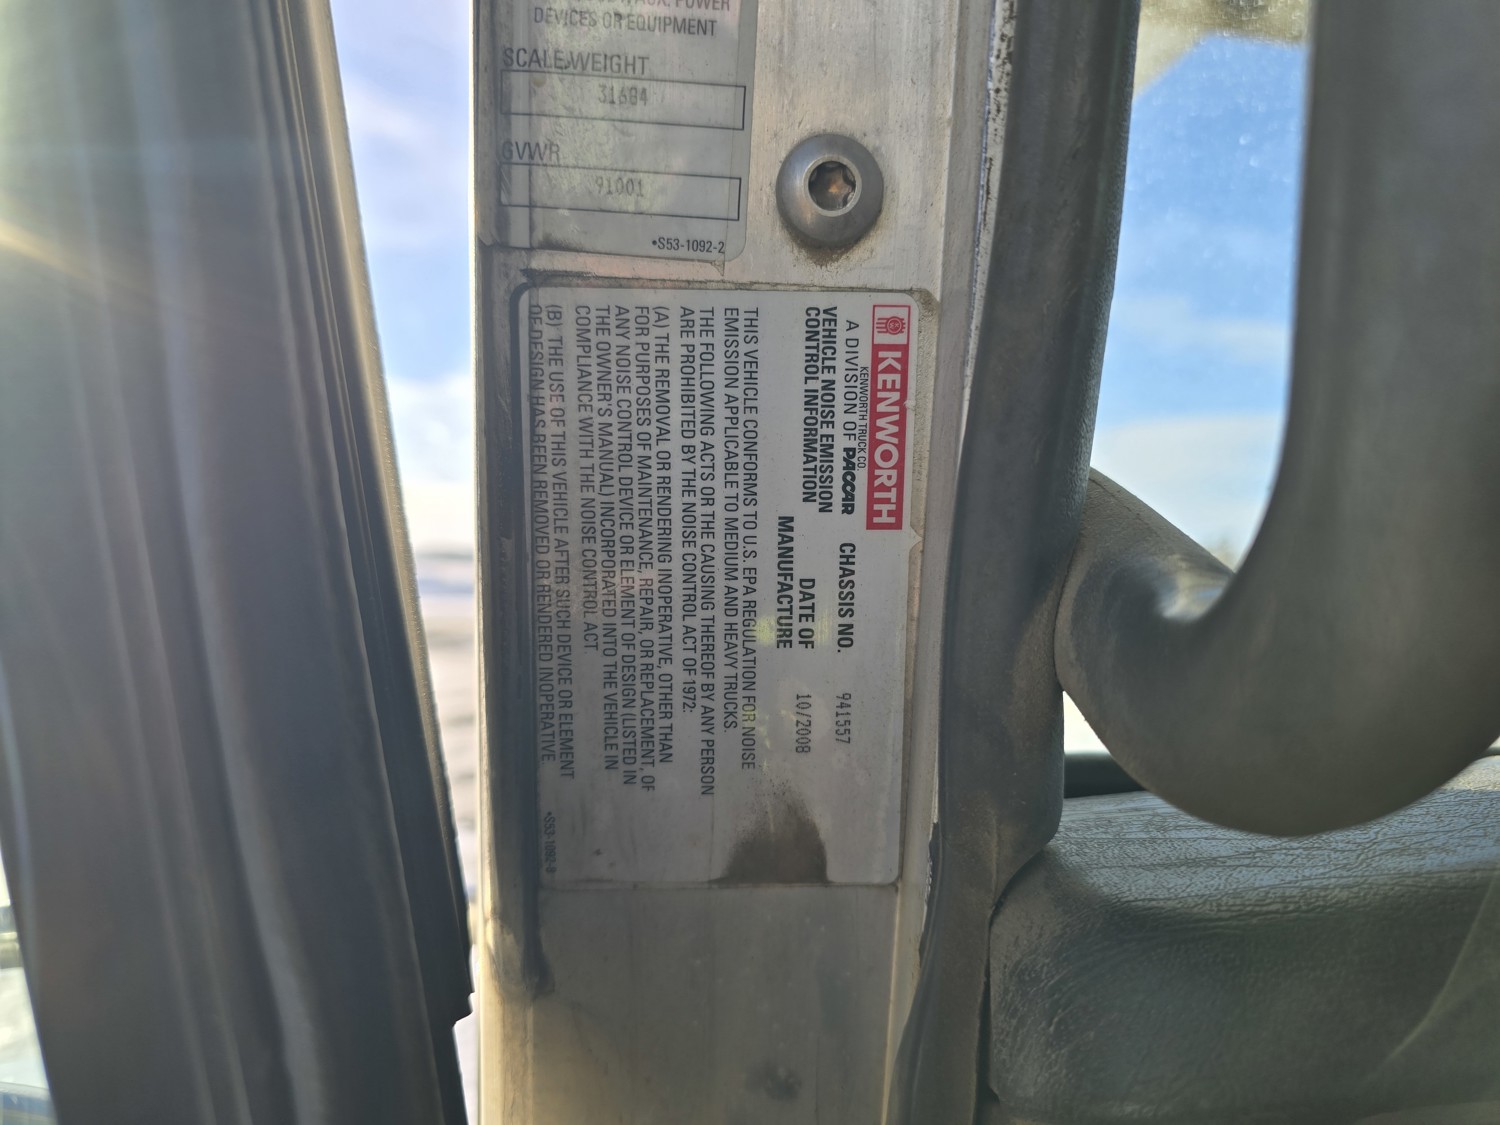 POWER
DEVICES OR EQUIPMENT
SCALE WEIGHT
31684
GVWR
91001
•S53-1092-2
KENWORTH
KENWORTH TRUCK CO.
A DIVISION OF PACCAR
VEHICLE NOISE EMISSION
CONTROL INFORMATION
CHASSIS NO. 941557
DATE OF
MANUFACTURE 10/2008
THIS VEHICLE CONFORMS TO U.S. EPA REGULATION FOR NOISE
EMISSION APPLICABLE TO MEDIUM AND HEAVY TRUCKS.
THE FOLLOWING ACTS OR THE CAUSING THEREOF BY ANY PERSON
ARE PROHIBITED BY THE NOISE CONTROL ACT OF 1972:
(A) THE REMOVAL OR RENDERING INOPERATIVE, OTHER THAN
FOR PURPOSES OF MAINTENANCE, REPAIR, OR REPLACEMENT, OF
ANY NOISE CONTROL DEVICE OR ELEMENT OF DESIGN (LISTED IN
THE OWNER'S MANUAL) INCORPORATED INTO THE VEHICLE IN
COMPLIANCE WITH THE NOISE CONTROL ACT
(B) THE USE OF THIS VEHICLE AFTER SUCH DEVICE OR ELEMENT
OF DESIGN HAS BEEN REMOVED OR RENDERED INOPERATIVE.